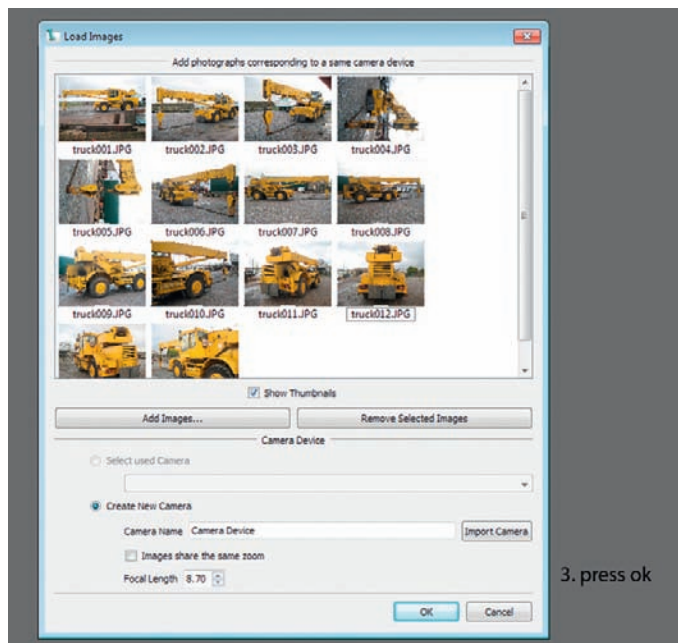 Load Images
Add photographs corresponding to a same camera device
truck001.JPG truck002.JPG truck003.JPG truck004.JPG
truck005.JPG truck006.JPG truck007.JPG truck008.JPG
truck009.JPG truck010.JPG truck011.JPG truck012.JPG
Show Thumbnails
Add Images... Remove Selected Images
Camera Device
Select used Camera
Create New Camera
Camera Name Camera Device Import Camera
Images share the same zoom
Focal Length 8.70
3. press ok
OK Cancel